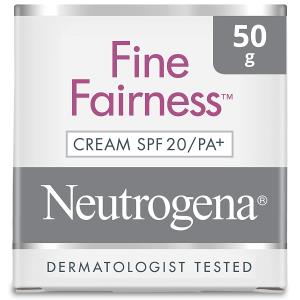 50
g
Fine
Fairness™
CREAM SPF 20/PA+
Neutrogena®
DERMATOLOGIST TESTED